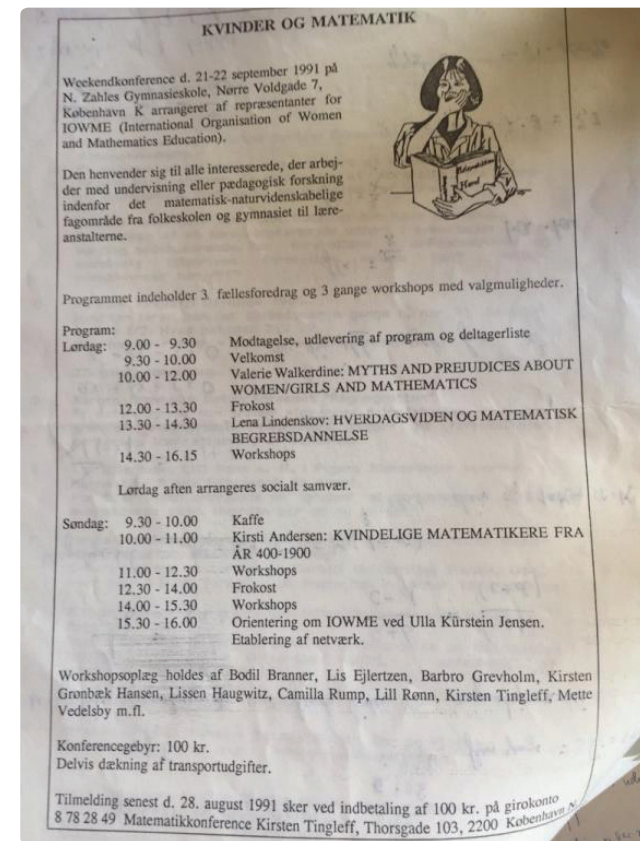 KVINDER OG MATEMATIK
Weekendkonference d. 21-22 september 1991 på
N. Zahles Gymnasieskole, Nørre Voldgade 7,
København K arrangeret af repræsentanter for
IOWME (International Organisation of Women
and Mathematics Education).
Den henvender sig til alle interesserede, der arbej-
der med undervisning eller pædagogisk forskning
indenfor det matematisk-naturvidenskabelige
fagområde fra folkeskolen og gymnasiet til lære-
anstalterne.
Programmet indeholder 3 fællesforedrag og 3 gange workshops med valgmuligheder.
Program:
Lørdag: 9.00 - 9.30 Modtagelse, udlevering af program og deltagerliste
9.30 - 10.00 Velkomst
10.00 - 12.00 Valerie Walkerdine: MYTHS AND PREJUDICES ABOUT
WOMEN/GIRLS AND MATHEMATICS
12.00 - 13.30 Frokost
13.30 - 14.30 Lena Lindenskov: HVERDAGSVIDEN OG MATEMATISK
BEGREBSDANNELSE
14.30 - 16.15 Workshops
Lørdag aften arrangeres socialt samvær.
Søndag: 9.30 - 10.00 Kaffe
10.00 - 11.00 Kirsti Andersen: KVINDELIGE MATEMATIKERE FRA
ÅR 400-1900
11.00 - 12.30 Workshops
12.30 - 14.00 Frokost
14.00 - 15.30 Workshops
15.30 - 16.00 Orientering om IOWME ved Ulla Kürstein Jensen.
Etablering af netværk.
Workshopsoplæg holdes af Bodil Branner, Lis Ejlertzen, Barbro Grevholm, Kirsten
Grønbæk Hansen, Lissen Haugwitz, Camilla Rump, Lill Rønn, Kirsten Tingleff, Mette
Vedelsby m.fl.
Konferencegebyr: 100 kr.
Delvis dækning af transportudgifter.
Tilmelding senest d. 28. august 1991 sker ved indbetaling af 100 kr. på girokonto
8 78 28 49 Matematikkonference Kirsten Tingleff, Thorsgade 103, 2200 København N.